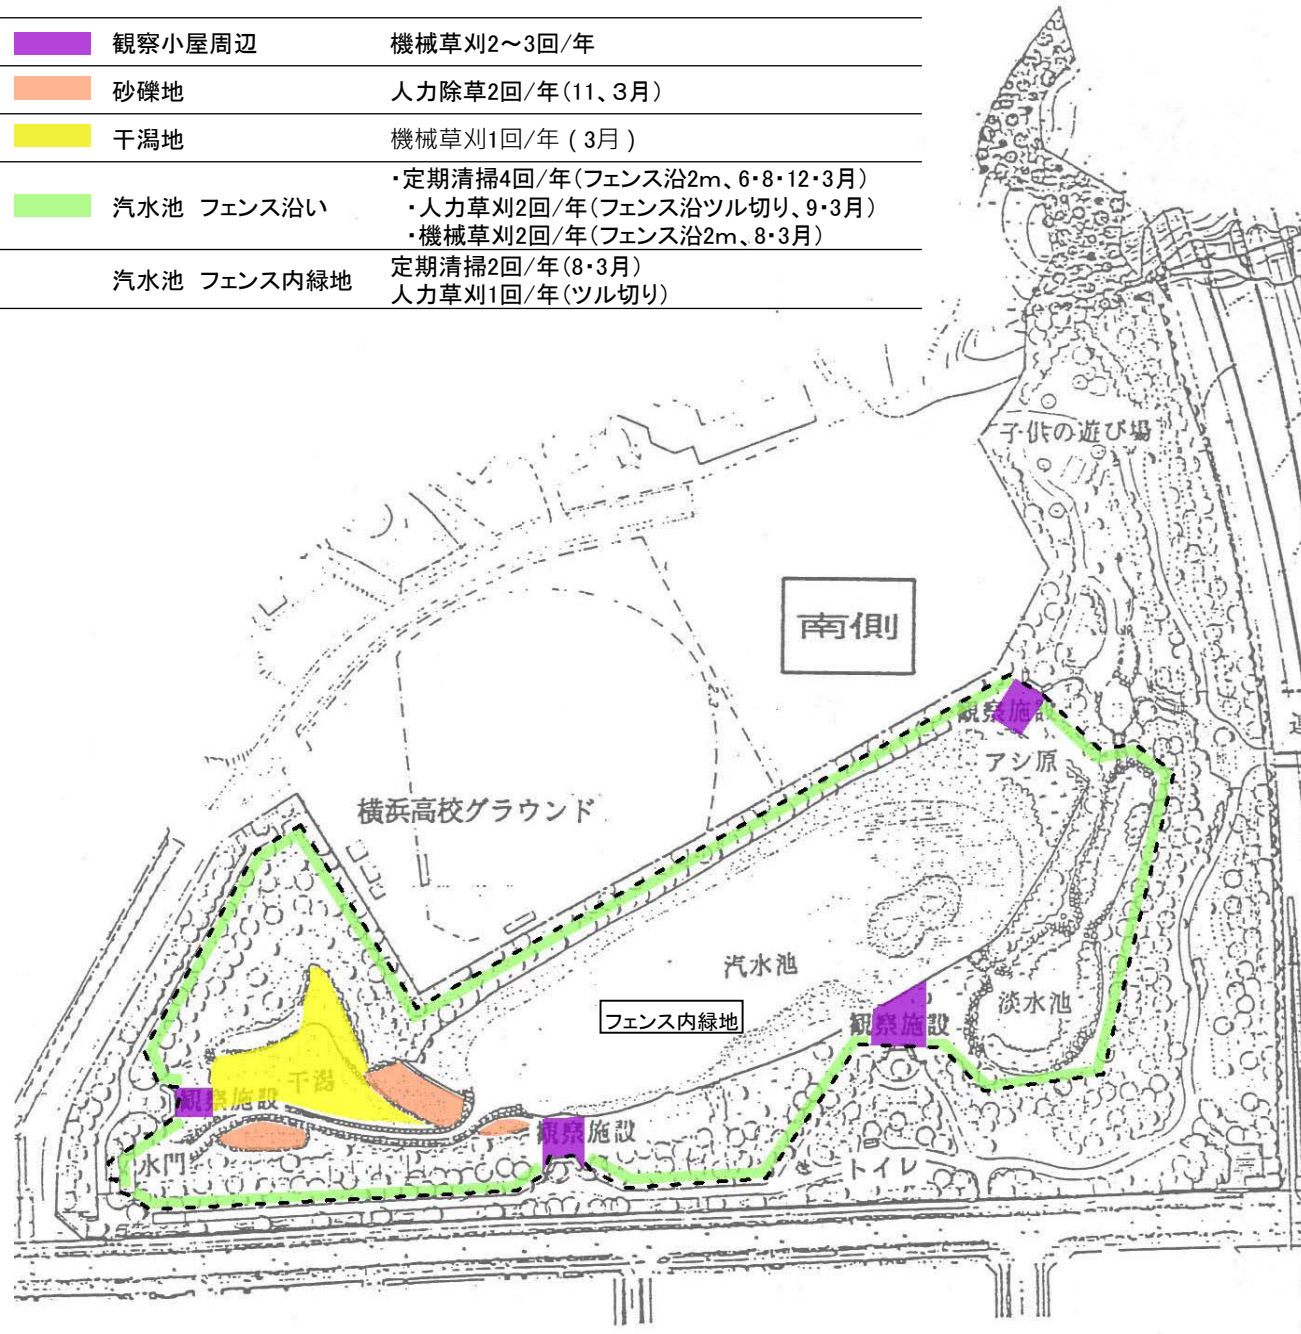 観察小屋周辺 機械草刈2～3回/年
砂礫地 人力除草2回/年(11、3月)
干潟地 機械草刈1回/年 ( 3月 )
・定期清掃4回/年(フェンス沿2m、6・8・12・3月)
汽水池 フェンス沿い ・人力草刈2回/年(フェンス沿ツル切り、9・3月)
・機械草刈2回/年(フェンス沿2m、8・3月)
汽水池 フェンス内緑地 定期清掃2回/年(8・3月)
人力草刈1回/年(ツル切り)
子供の遊び場
南側
観察施設
アシ原
横浜高校グラウンド
汽水池
淡水池
フェンス内緑地
観察施設
干潟
観察施設
観察施設
水門
トイレ